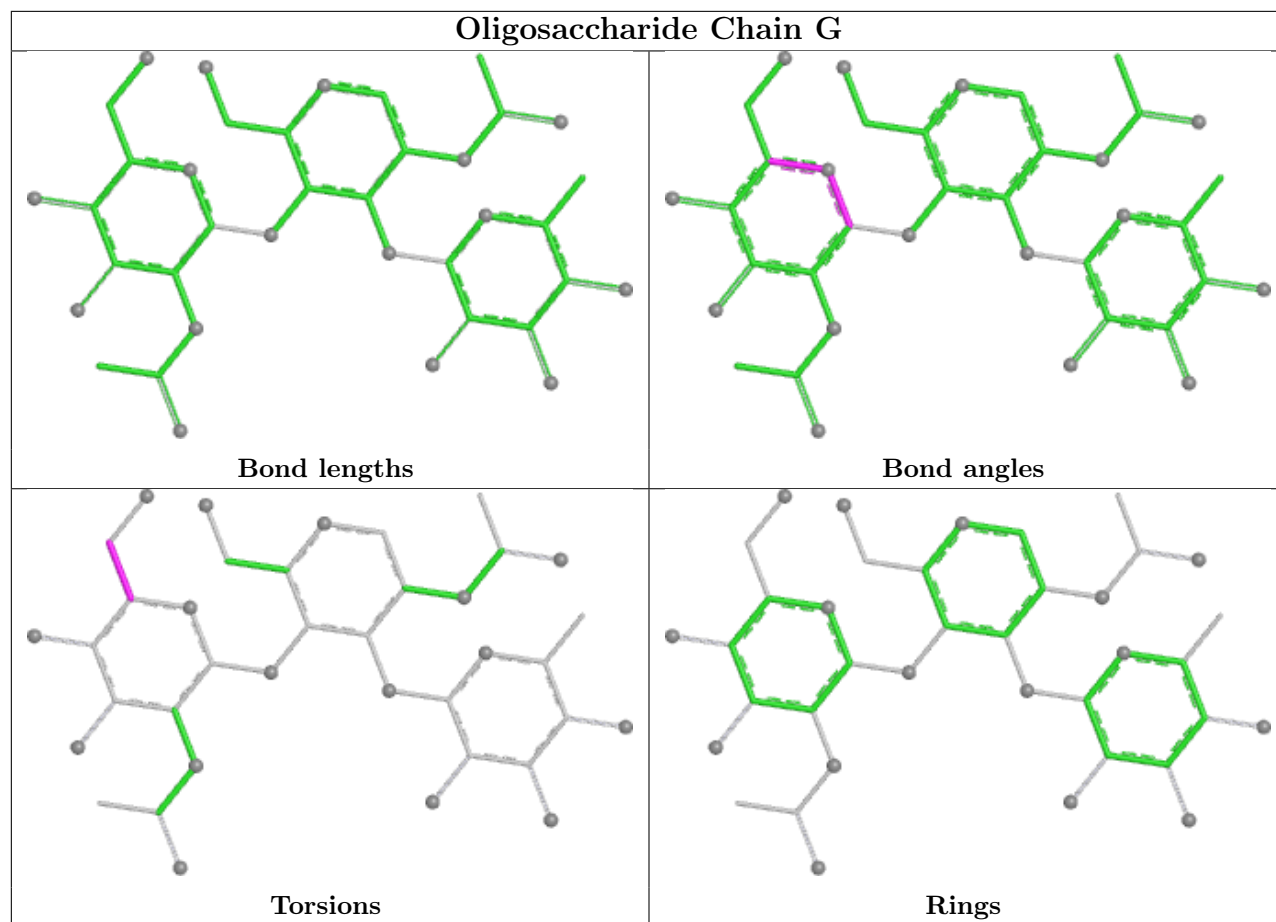 Oligosaccharide Chain G
Bond lengths
Bond angles
Torsions
Rings